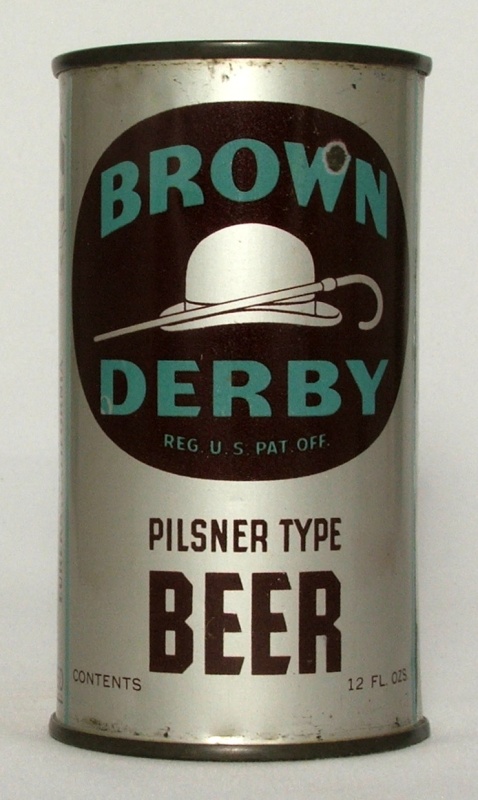 BROWN
DERBY
REG. U.S. PAT. OFF.
PILSNER TYPE
BEER
CONTENTS 12 FL. OZS.